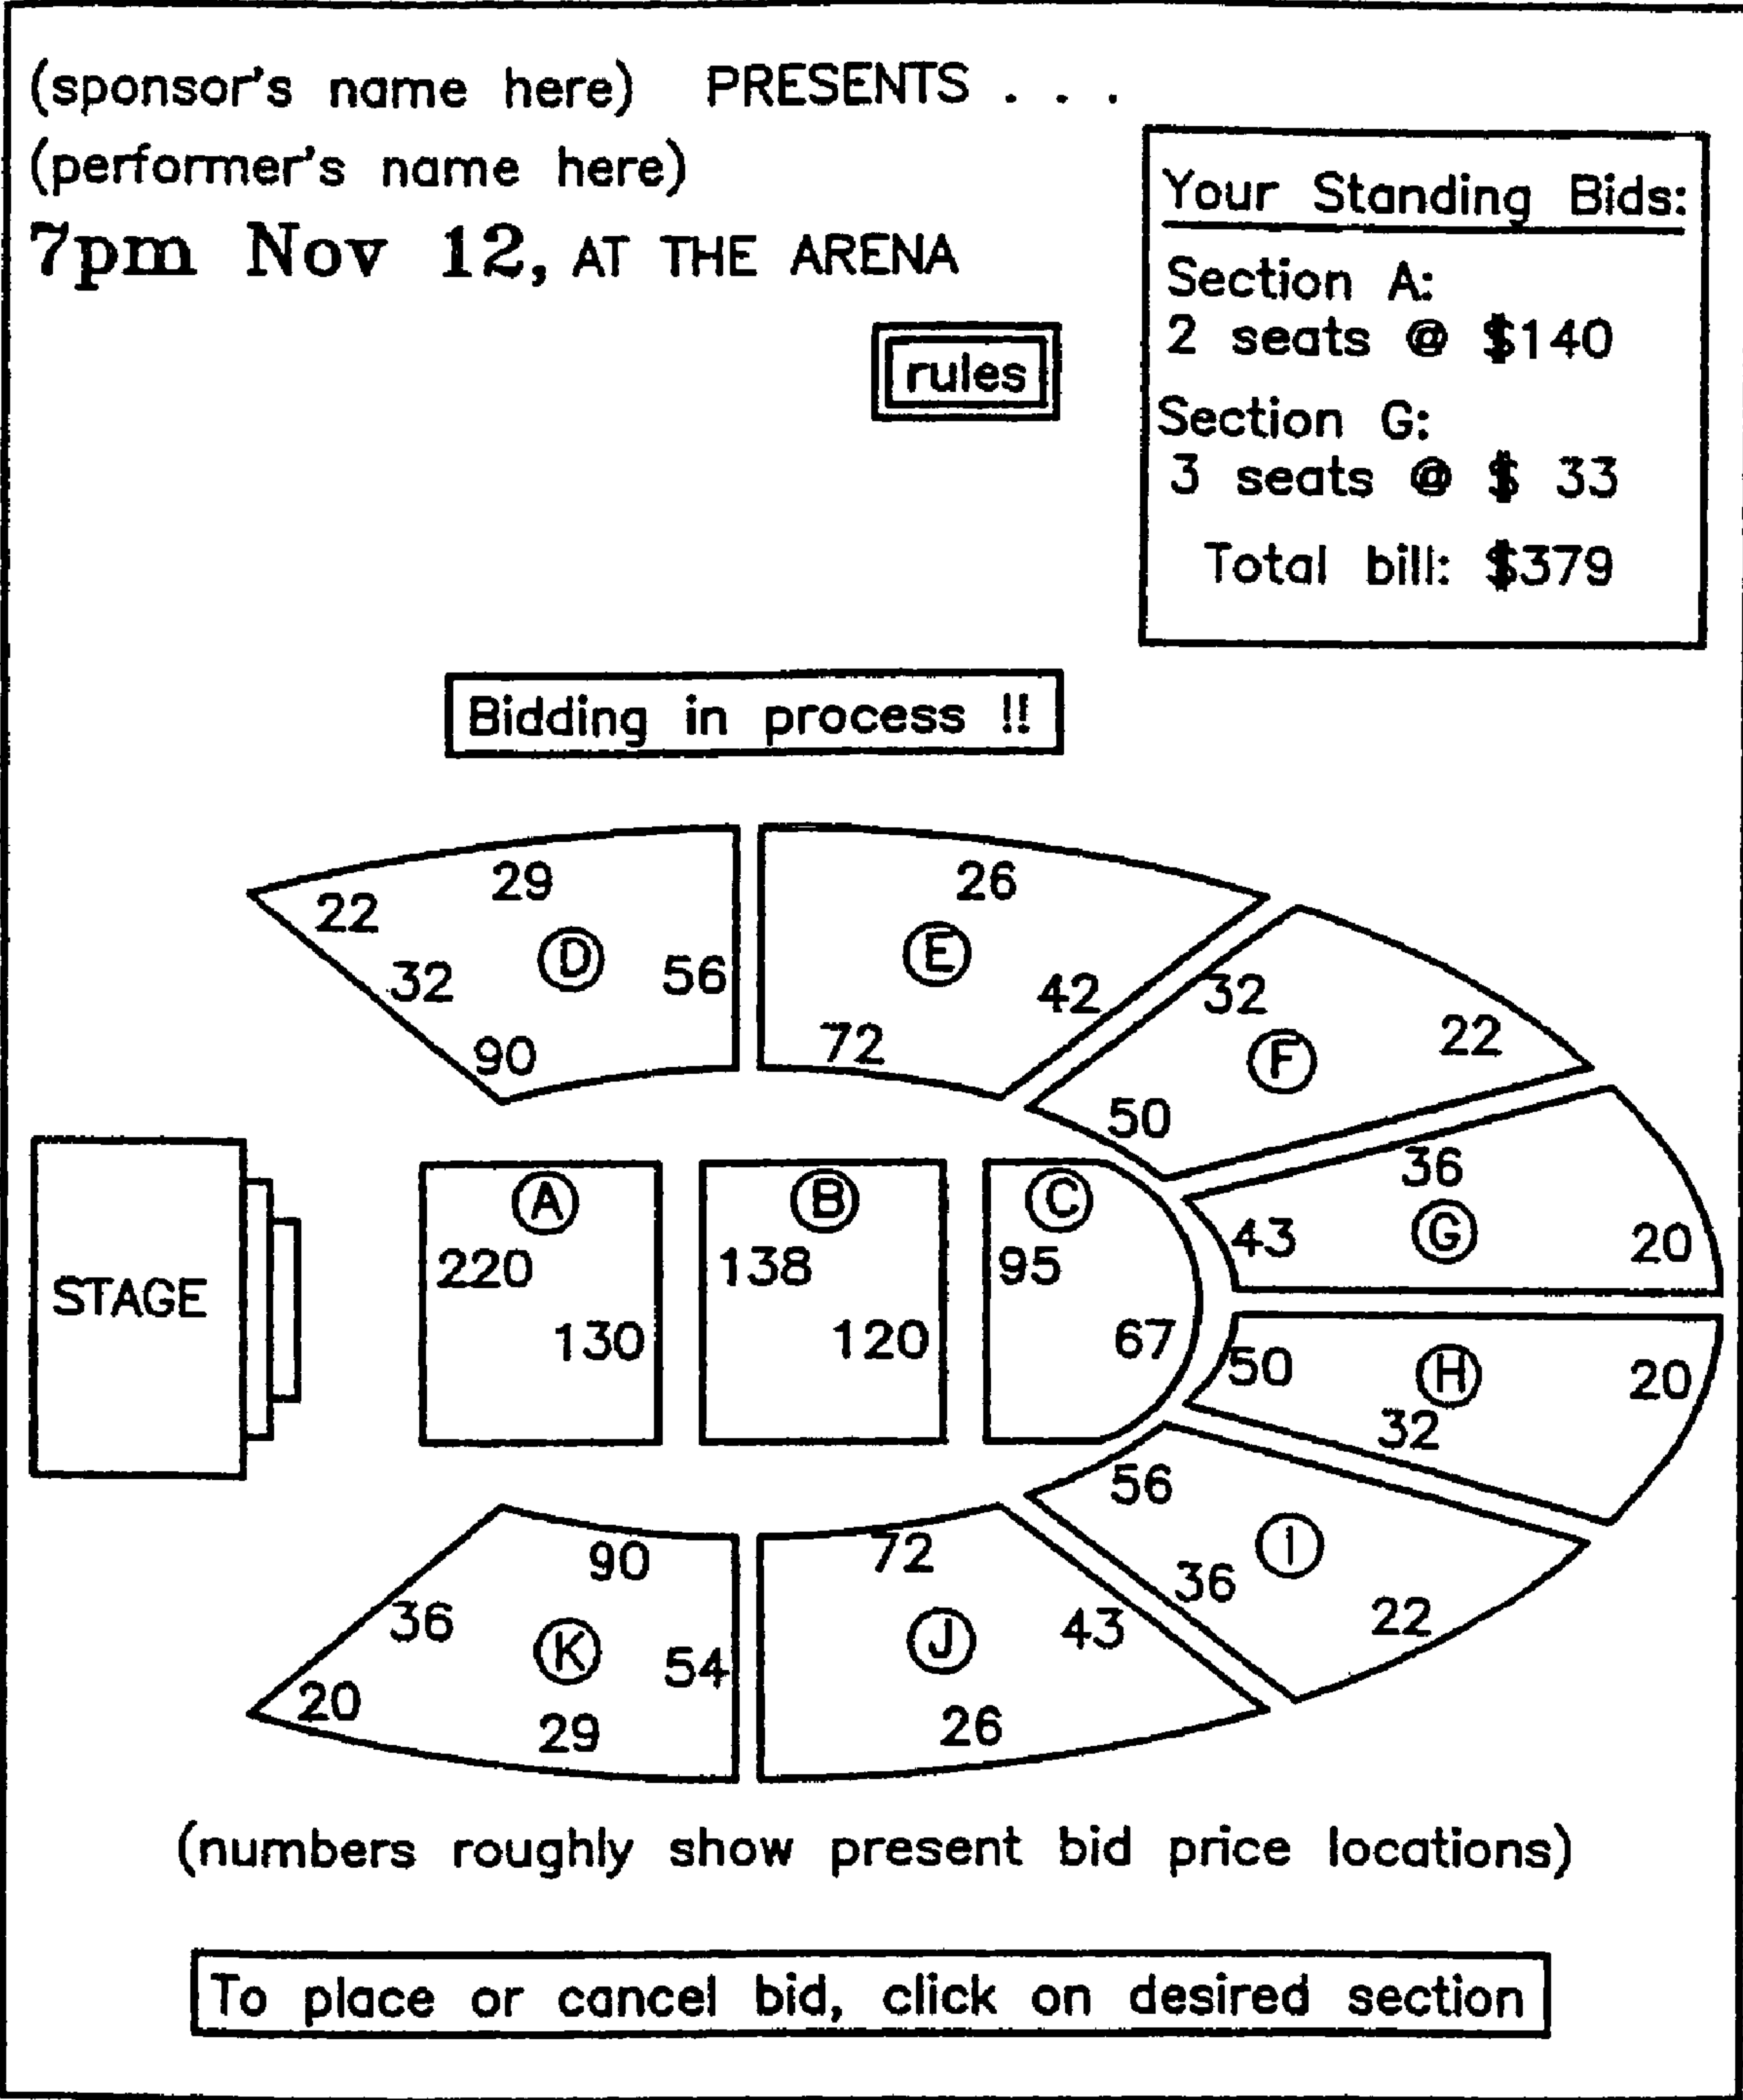 (sponsor's name here) PRESENTS . . .
(performer's name here)
7pm Nov 12, AT THE ARENA
rules
Your Standing Bids:
Section A:
2 seats @ $140
Section G:
3 seats @ $ 33
Total bill: $379
Bidding in process !!
29
22
D
32
56
90
26
E
42
72
32
22
F
50
36
43
G
20
STAGE
A
220
130
B
138
120
C
95
67
50
H
20
32
56
I
36
22
90
36
K
54
20
29
72
J
43
26
(numbers roughly show present bid price locations)
To place or cancel bid, click on desired section